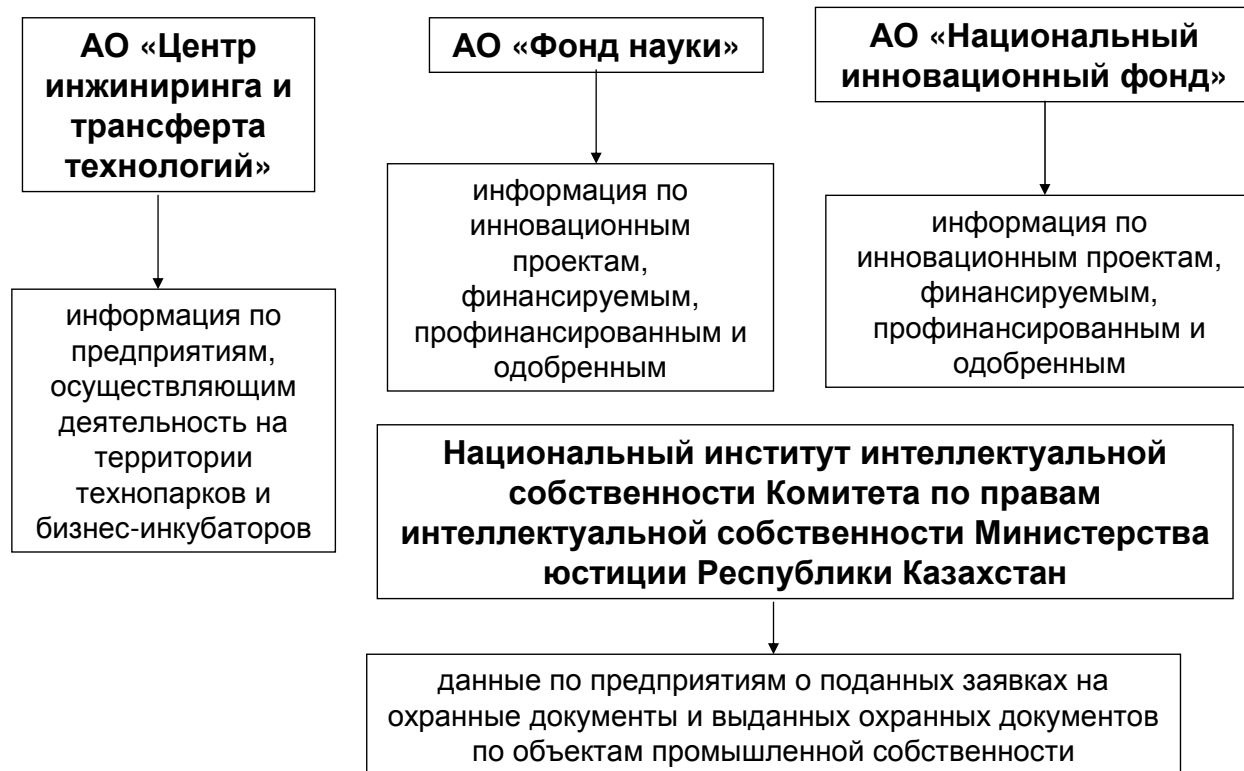 АО «Центр
инжиниринга и
трансферта
технологий»
информация по
предприятиям,
осуществляющим
деятельность на
территории
технопарков и
бизнес-инкубаторов
АО «Фонд науки»
информация по
инновационным
проектам,
финансируемым,
профинансированным и
одобренным
АО «Национальный
инновационный фонд»
информация по
инновационным проектам,
финансируемым,
профинансированным и
одобренным
Национальный институт интеллектуальной
собственности Комитета по правам
интеллектуальной собственности Министерства
юстиции Республики Казахстан
данные по предприятиям о поданных заявках на
охранные документы и выданных охранных документов
по объектам промышленной собственности